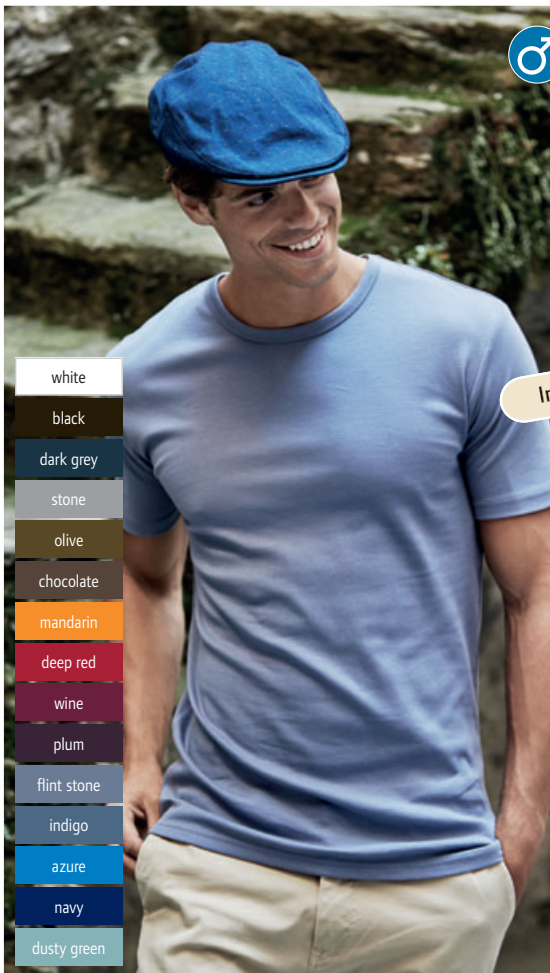 white
black
dark grey
stone
olive
chocolate
mandarin
deep red
wine
plum
flint stone
indigo
azure
navy
dusty green